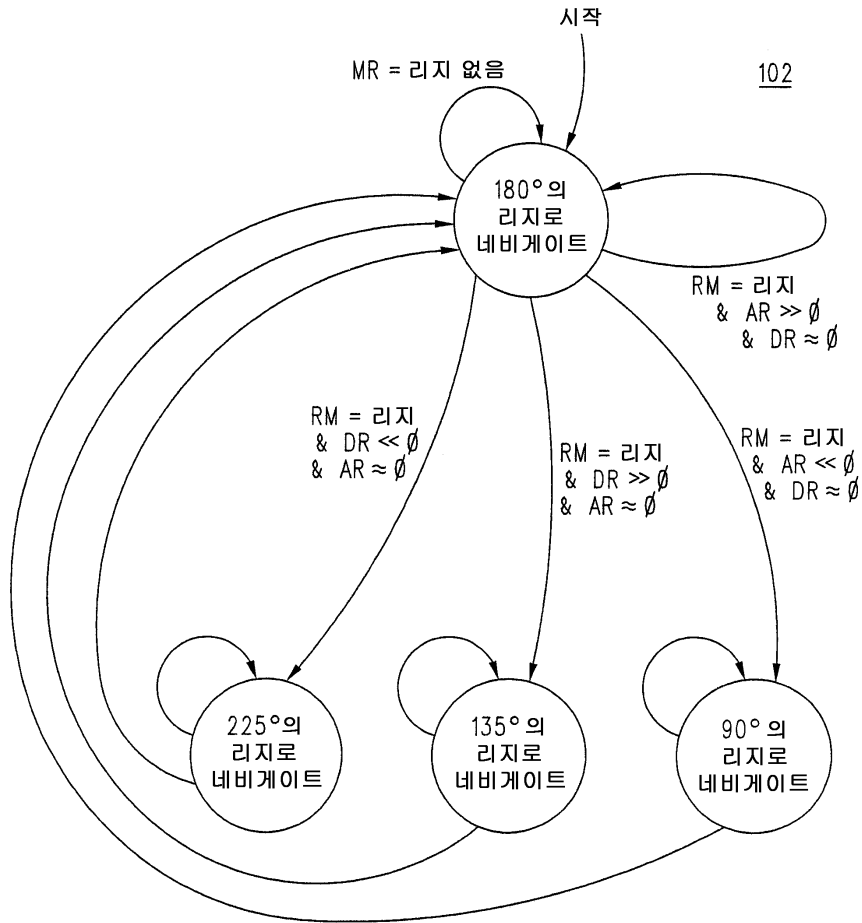 시작
MR = 리지 없음
102
180°의
리지로
네비게이트
RM = 리지
& AR ≫ ∅
& DR ≈ ∅
RM = 리지
& DR ≪ ∅
& AR ≈ ∅
RM = 리지
& DR ≫ ∅
& AR ≈ ∅
RM = 리지
& AR ≪ ∅
& DR ≈ ∅
225°의
리지로
네비게이트
135°의
리지로
네비게이트
90°의
리지로
네비게이트